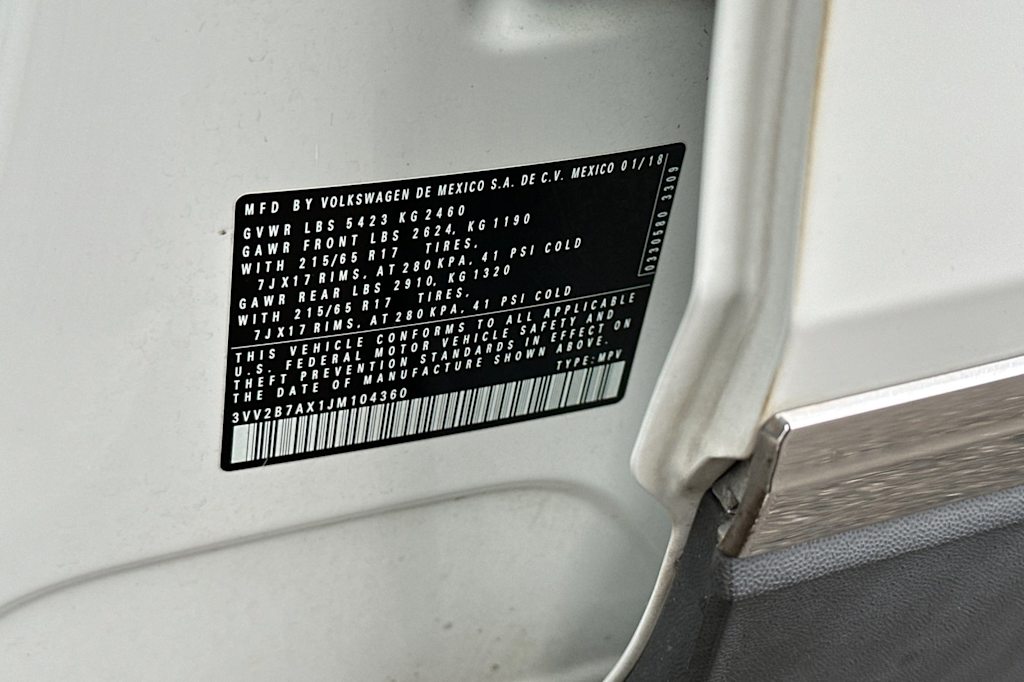 MFD BY VOLKSWAGEN DE MEXICO S.A. DE C.V. MEXICO 01/18
GVWR LBS 5423 KG 2460
GAWR FRONT LBS 2624, KG 1190
WITH 215/65 R17 TIRES,
7JX17 RIMS, AT 280 KPA, 41 PSI COLD
GAWR REAR LBS 2910, KG 1320
WITH 215/65 R17 TIRES,
7JX17 RIMS, AT 280 KPA, 41 PSI COLD
0330580 3309
THIS VEHICLE CONFORMS TO ALL APPLICABLE
U.S. FEDERAL MOTOR VEHICLE SAFETY AND
THEFT PREVENTION STANDARDS IN EFFECT ON
THE DATE OF MANUFACTURE SHOWN ABOVE.
3VV2B7AX1JM104360 TYPE: MPV